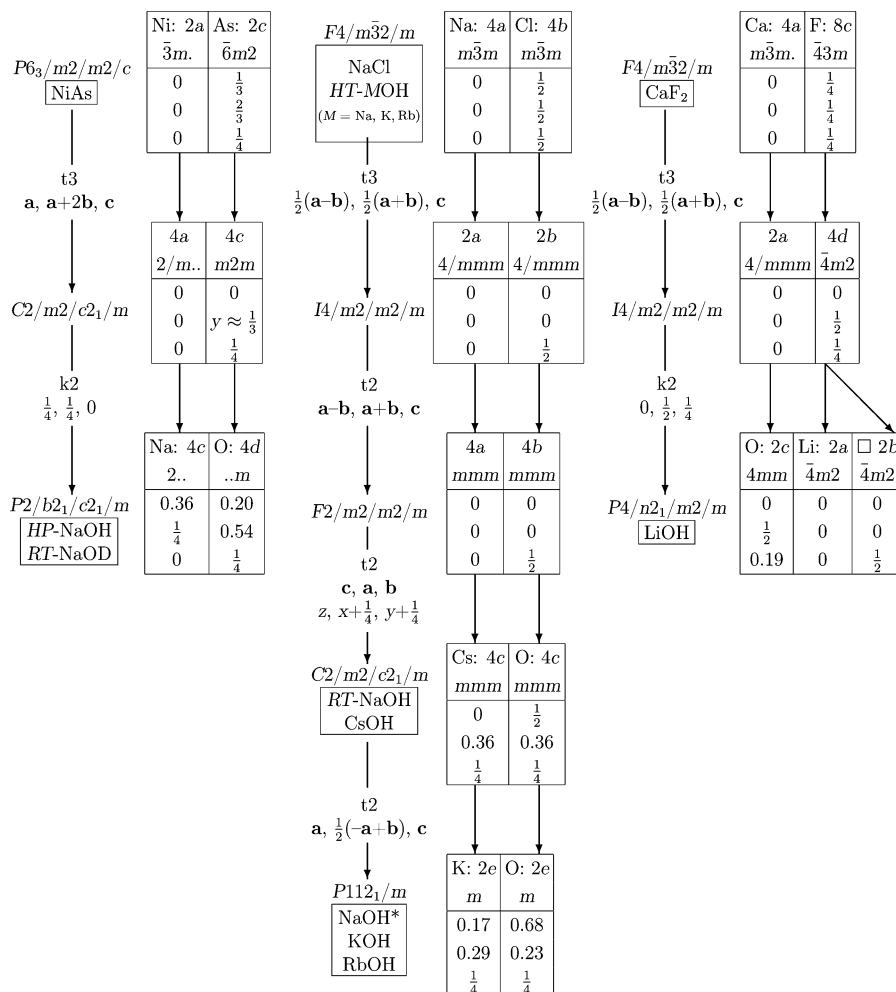 P6₃/m2/m2/c
NiAs
t3
a, a+2b, c
C2/m2/c2₁/m
k2
¼, ¼, 0
P2/b2₁/c2₁/m
HP-NaOH
RT-NaOD
Ni: 2a As: 2c
3̄m. 6̄m2
0 ⅓
0 ⅔
0 ¼
4a 4c
2/m.. m2m
0 0
0 y ≈ ⅓
0 ¼
Na: 4c O: 4d
2.. ..m
0.36 0.20
¼ 0.54
0 ¼
F4/m3̄2/m
NaCl
HT-MOH
(M = Na, K, Rb)
t3
½(a–b), ½(a+b), c
I4/m2/m2/m
t2
a–b, a+b, c
F2/m2/m2/m
t2
c, a, b
z, x+¼, y+¼
C2/m2/c2₁/m
RT-NaOH
CsOH
t2
a, ½(–a+b), c
P112₁/m
NaOH*
KOH
RbOH
Na: 4a Cl: 4b
m3̄m m3̄m
0 ½
0 ½
0 ½
2a 2b
4/mmm 4/mmm
0 0
0 0
0 ½
4a 4b
mmm mmm
0 0
0 0
0 ½
Cs: 4c O: 4c
mmm mmm
0 ½
0.36 0.36
¼ ¼
K: 2e O: 2e
m m
0.17 0.68
0.29 0.23
¼ ¼
F4/m3̄2/m
CaF₂
t3
½(a–b), ½(a+b), c
I4/m2/m2/m
k2
0, ½, ¼
P4/n2₁/m2/m
LiOH
Ca: 4a F: 8c
m3̄m. 4̄3m
0 ¼
0 ¼
0 ¼
2a 4d
4/mmm 4̄m2
0 0
0 ½
0 ¼
O: 2c Li: 2a □ 2b
4mm 4̄m2 4̄m2
0 0 0
½ 0 0
0.19 0 ½